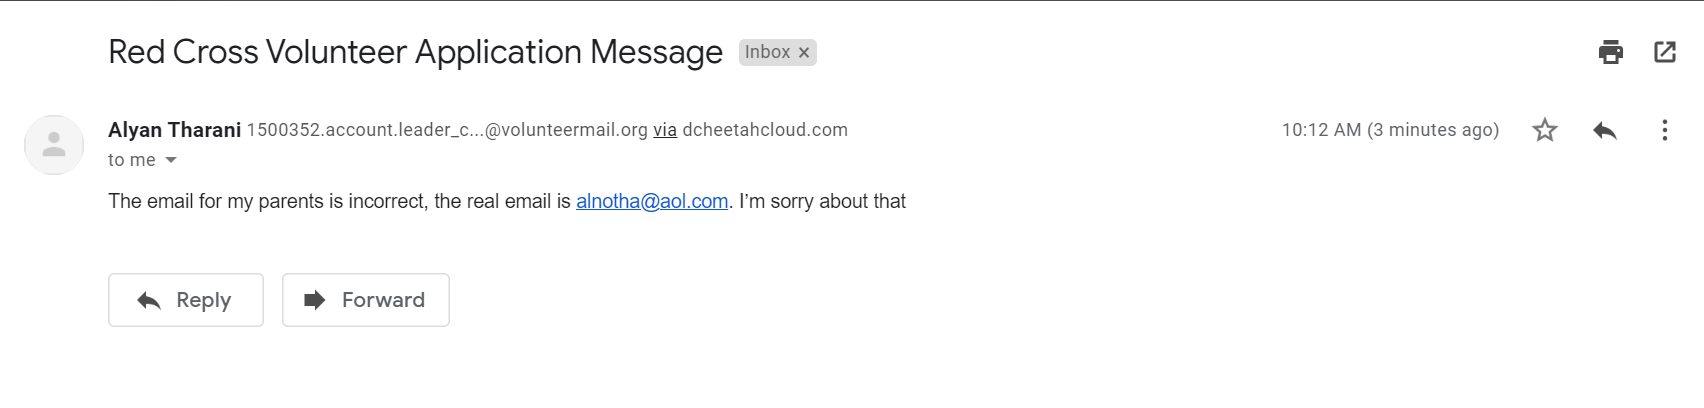 Red Cross Volunteer Application Message Inbox ×
Alyan Tharani 1500352.account.leader_c...@volunteermail.org via dcheetahcloud.com 10:12 AM (3 minutes ago)
to me
The email for my parents is incorrect, the real email is alnotha@aol.com. I’m sorry about that
Reply Forward